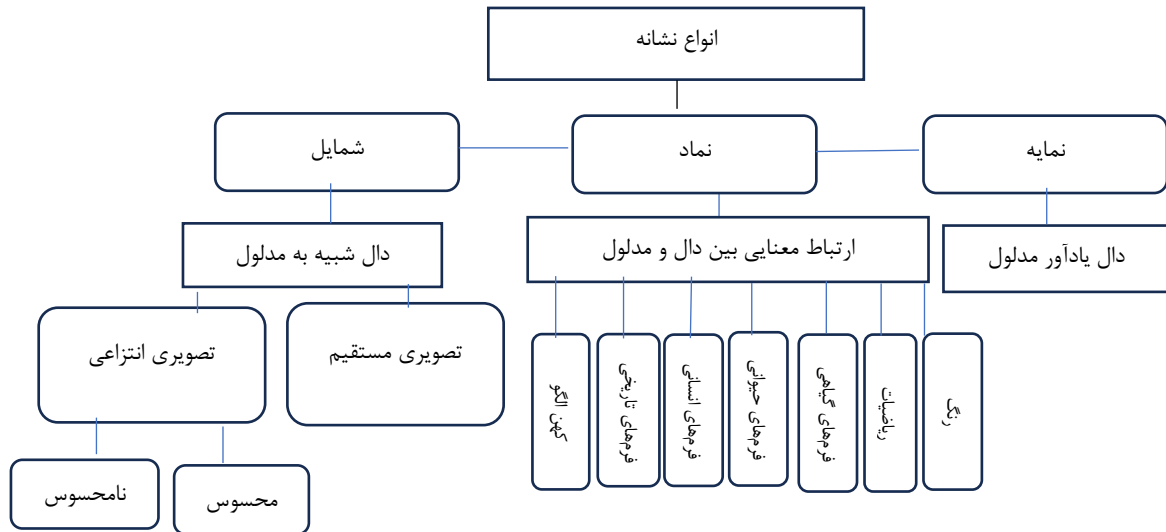 انواع نشانه
نمایه
نماد
شمایل
دال یادآور مدلول
ارتباط معنایی بین دال و مدلول
دال شبیه به مدلول
رنگ
ریاضیات
فرم‌های گیاهی
فرم‌های حیوانی
فرم‌های انسانی
فرم‌های تاریخی
کهن الگو
تصویری مستقیم
تصویری انتزاعی
محسوس
نامحسوس